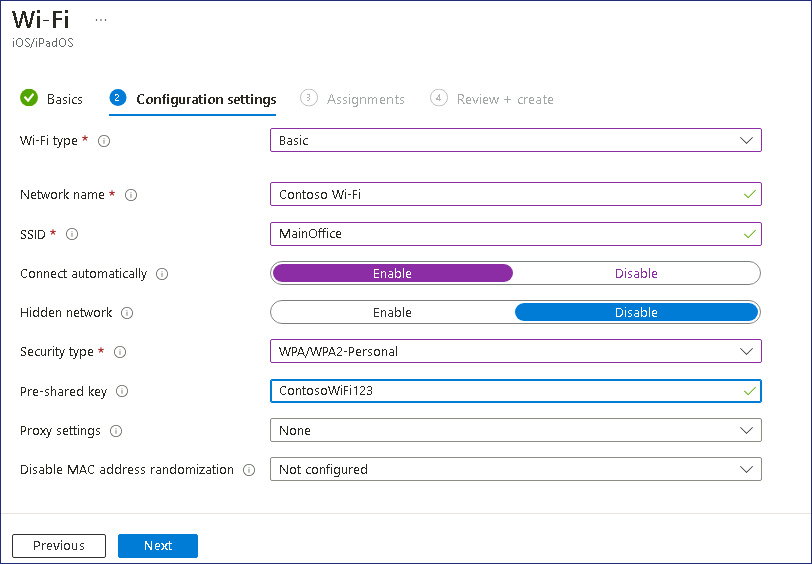 Wi-Fi ...
iOS/iPadOS
Basics 2 Configuration settings 3 Assignments 4 Review + create
Wi-Fi type * Basic
Network name * Contoso Wi-Fi
SSID * MainOffice
Connect automatically Enable Disable
Hidden network Enable Disable
Security type * WPA/WPA2-Personal
Pre-shared key ContosoWiFi123
Proxy settings None
Disable MAC address randomization Not configured
Previous Next